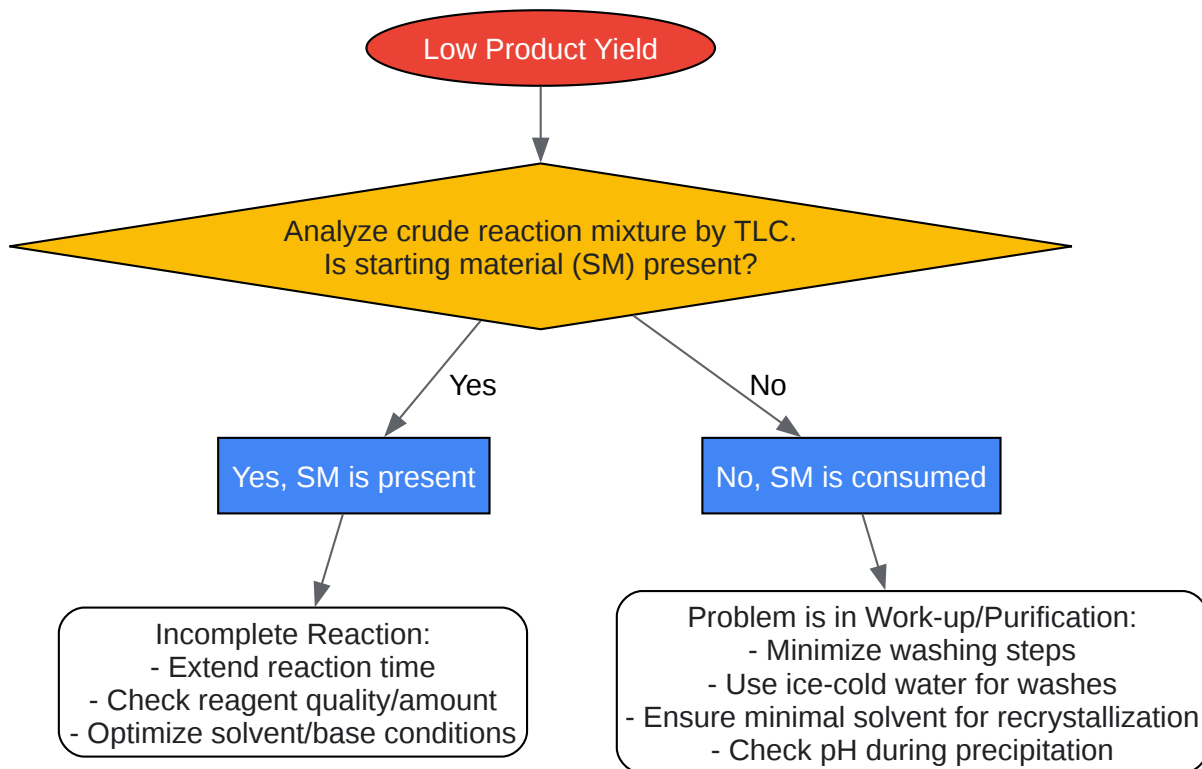 Low Product Yield
Analyze crude reaction mixture by TLC.
Is starting material (SM) present?
Yes
No
Yes, SM is present
No, SM is consumed
Incomplete Reaction:
- Extend reaction time
- Check reagent quality/amount
- Optimize solvent/base conditions
Problem is in Work-up/Purification:
- Minimize washing steps
- Use ice-cold water for washes
- Ensure minimal solvent for recrystallization
- Check pH during precipitation